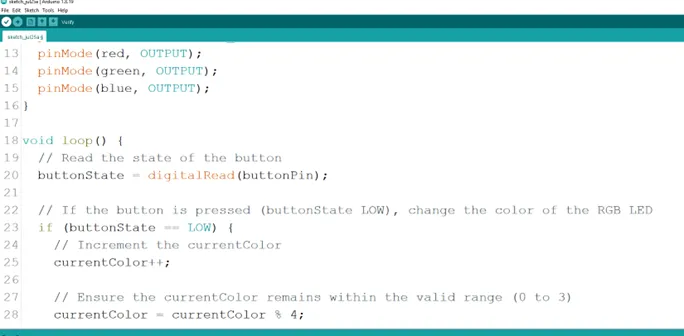 sketch_jul25a | Arduino 1.8.19
File Edit Sketch Tools Help
Verify
sketch_jul25a §
13 pinMode(red, OUTPUT);
14 pinMode(green, OUTPUT);
15 pinMode(blue, OUTPUT);
16 }
17
18 void loop() {
19 // Read the state of the button
20 buttonState = digitalRead(buttonPin);
21
22 // If the button is pressed (buttonState LOW), change the color of the RGB LED
23 if (buttonState == LOW) {
24 // Increment the currentColor
25 currentColor++;
26
27 // Ensure the currentColor remains within the valid range (0 to 3)
28 currentColor = currentColor % 4;